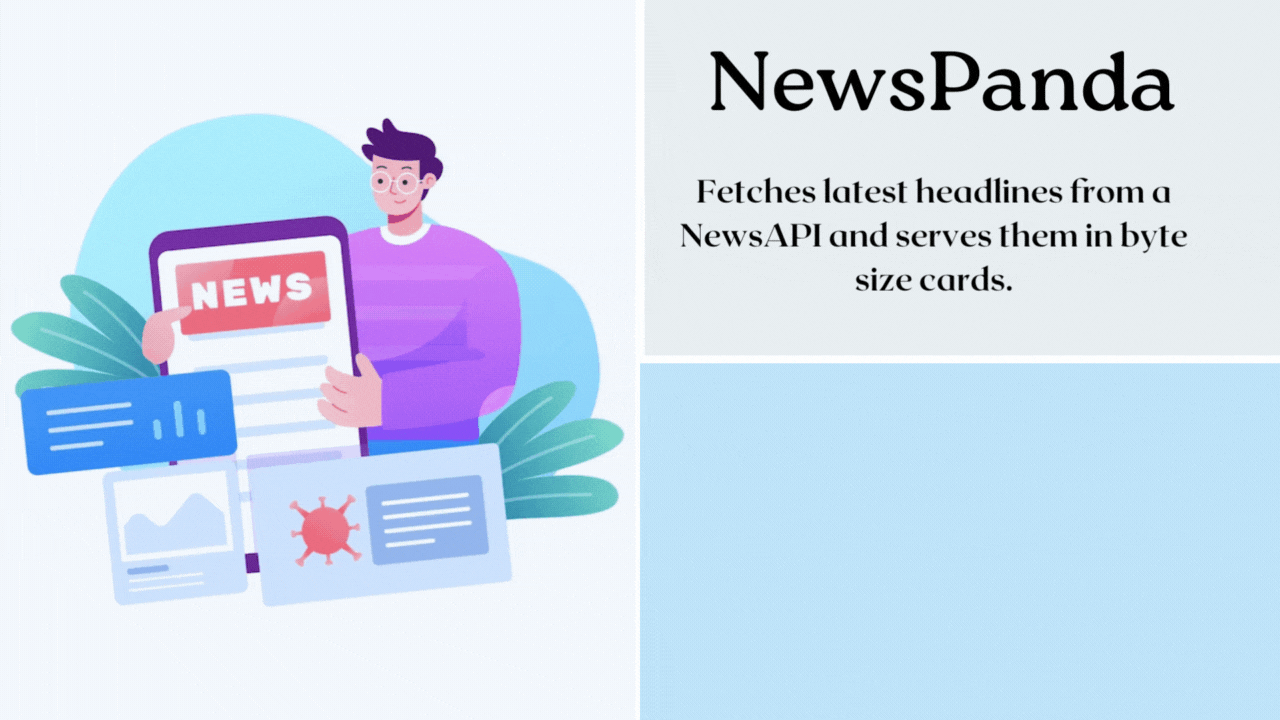 NEWS
NewsPanda
Fetches latest headlines from a
NewsAPI and serves them in byte
size cards.